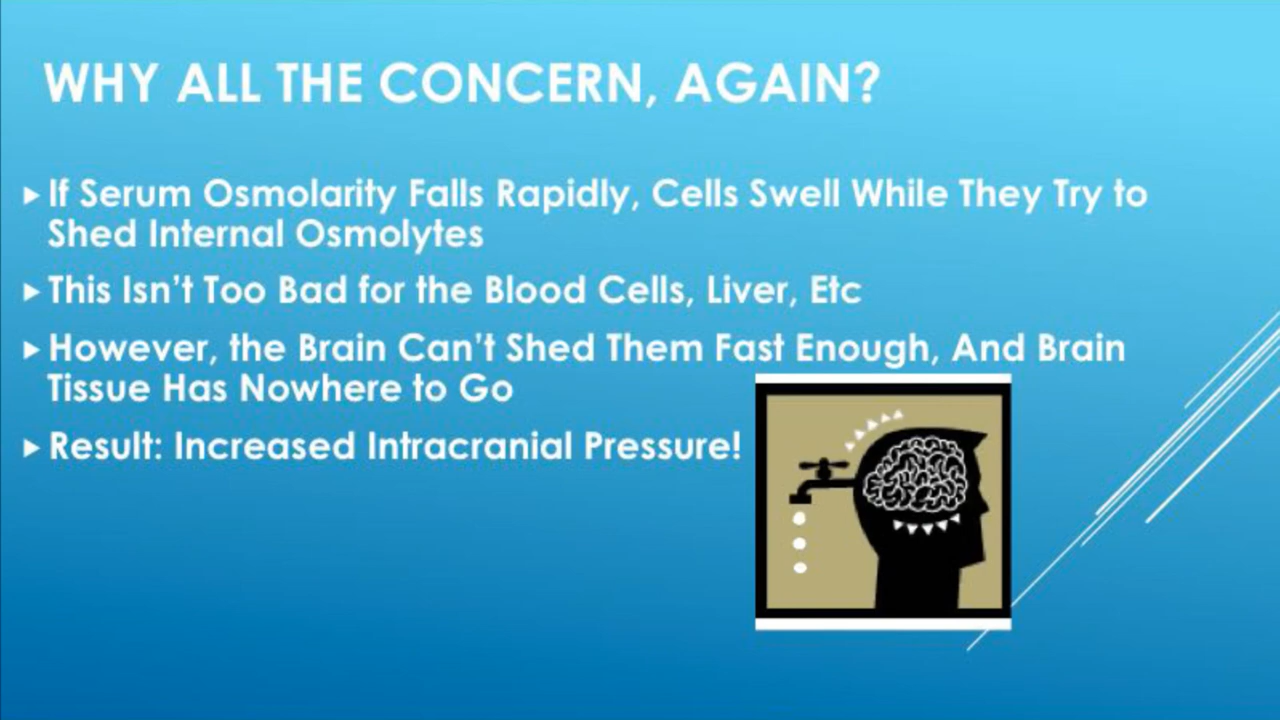 WHY ALL THE CONCERN, AGAIN?
▸ If Serum Osmolarity Falls Rapidly, Cells Swell While They Try to
Shed Internal Osmolytes
▸ This Isn't Too Bad for the Blood Cells, Liver, Etc
▸ However, the Brain Can't Shed Them Fast Enough, And Brain
Tissue Has Nowhere to Go
▸ Result: Increased Intracranial Pressure!